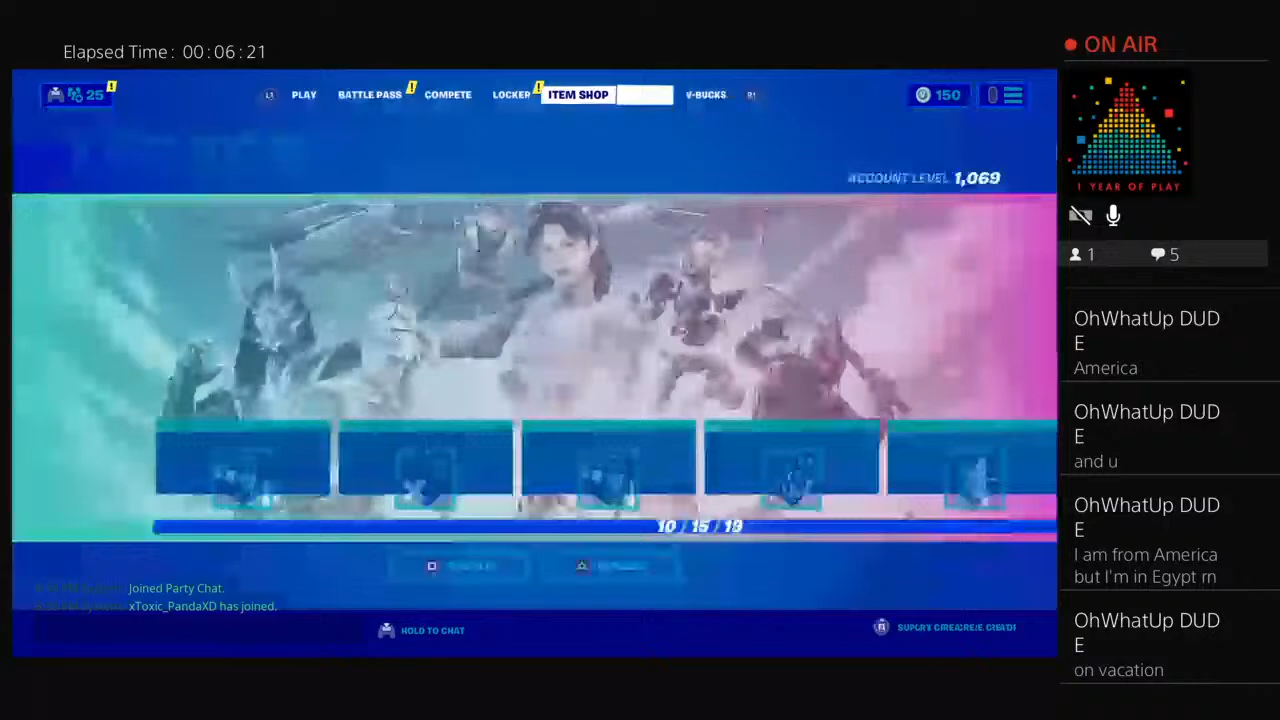 Elapsed Time: 00:06:21
ON AIR
25
PLAY
BATTLE PASS
COMPETE
LOCKER
ITEM SHOP
V-BUCKS
150
ACCOUNT LEVEL 1,069
10 / 15 / 19
Joined Party Chat.
xToxic_PandaXD has joined.
HOLD TO CHAT
1 YEAR OF PLAY
1
5
OhWhatUp DUD
E
America
OhWhatUp DUD
E
and u
OhWhatUp DUD
E
I am from America
but I'm in Egypt rn
OhWhatUp DUD
E
on vacation